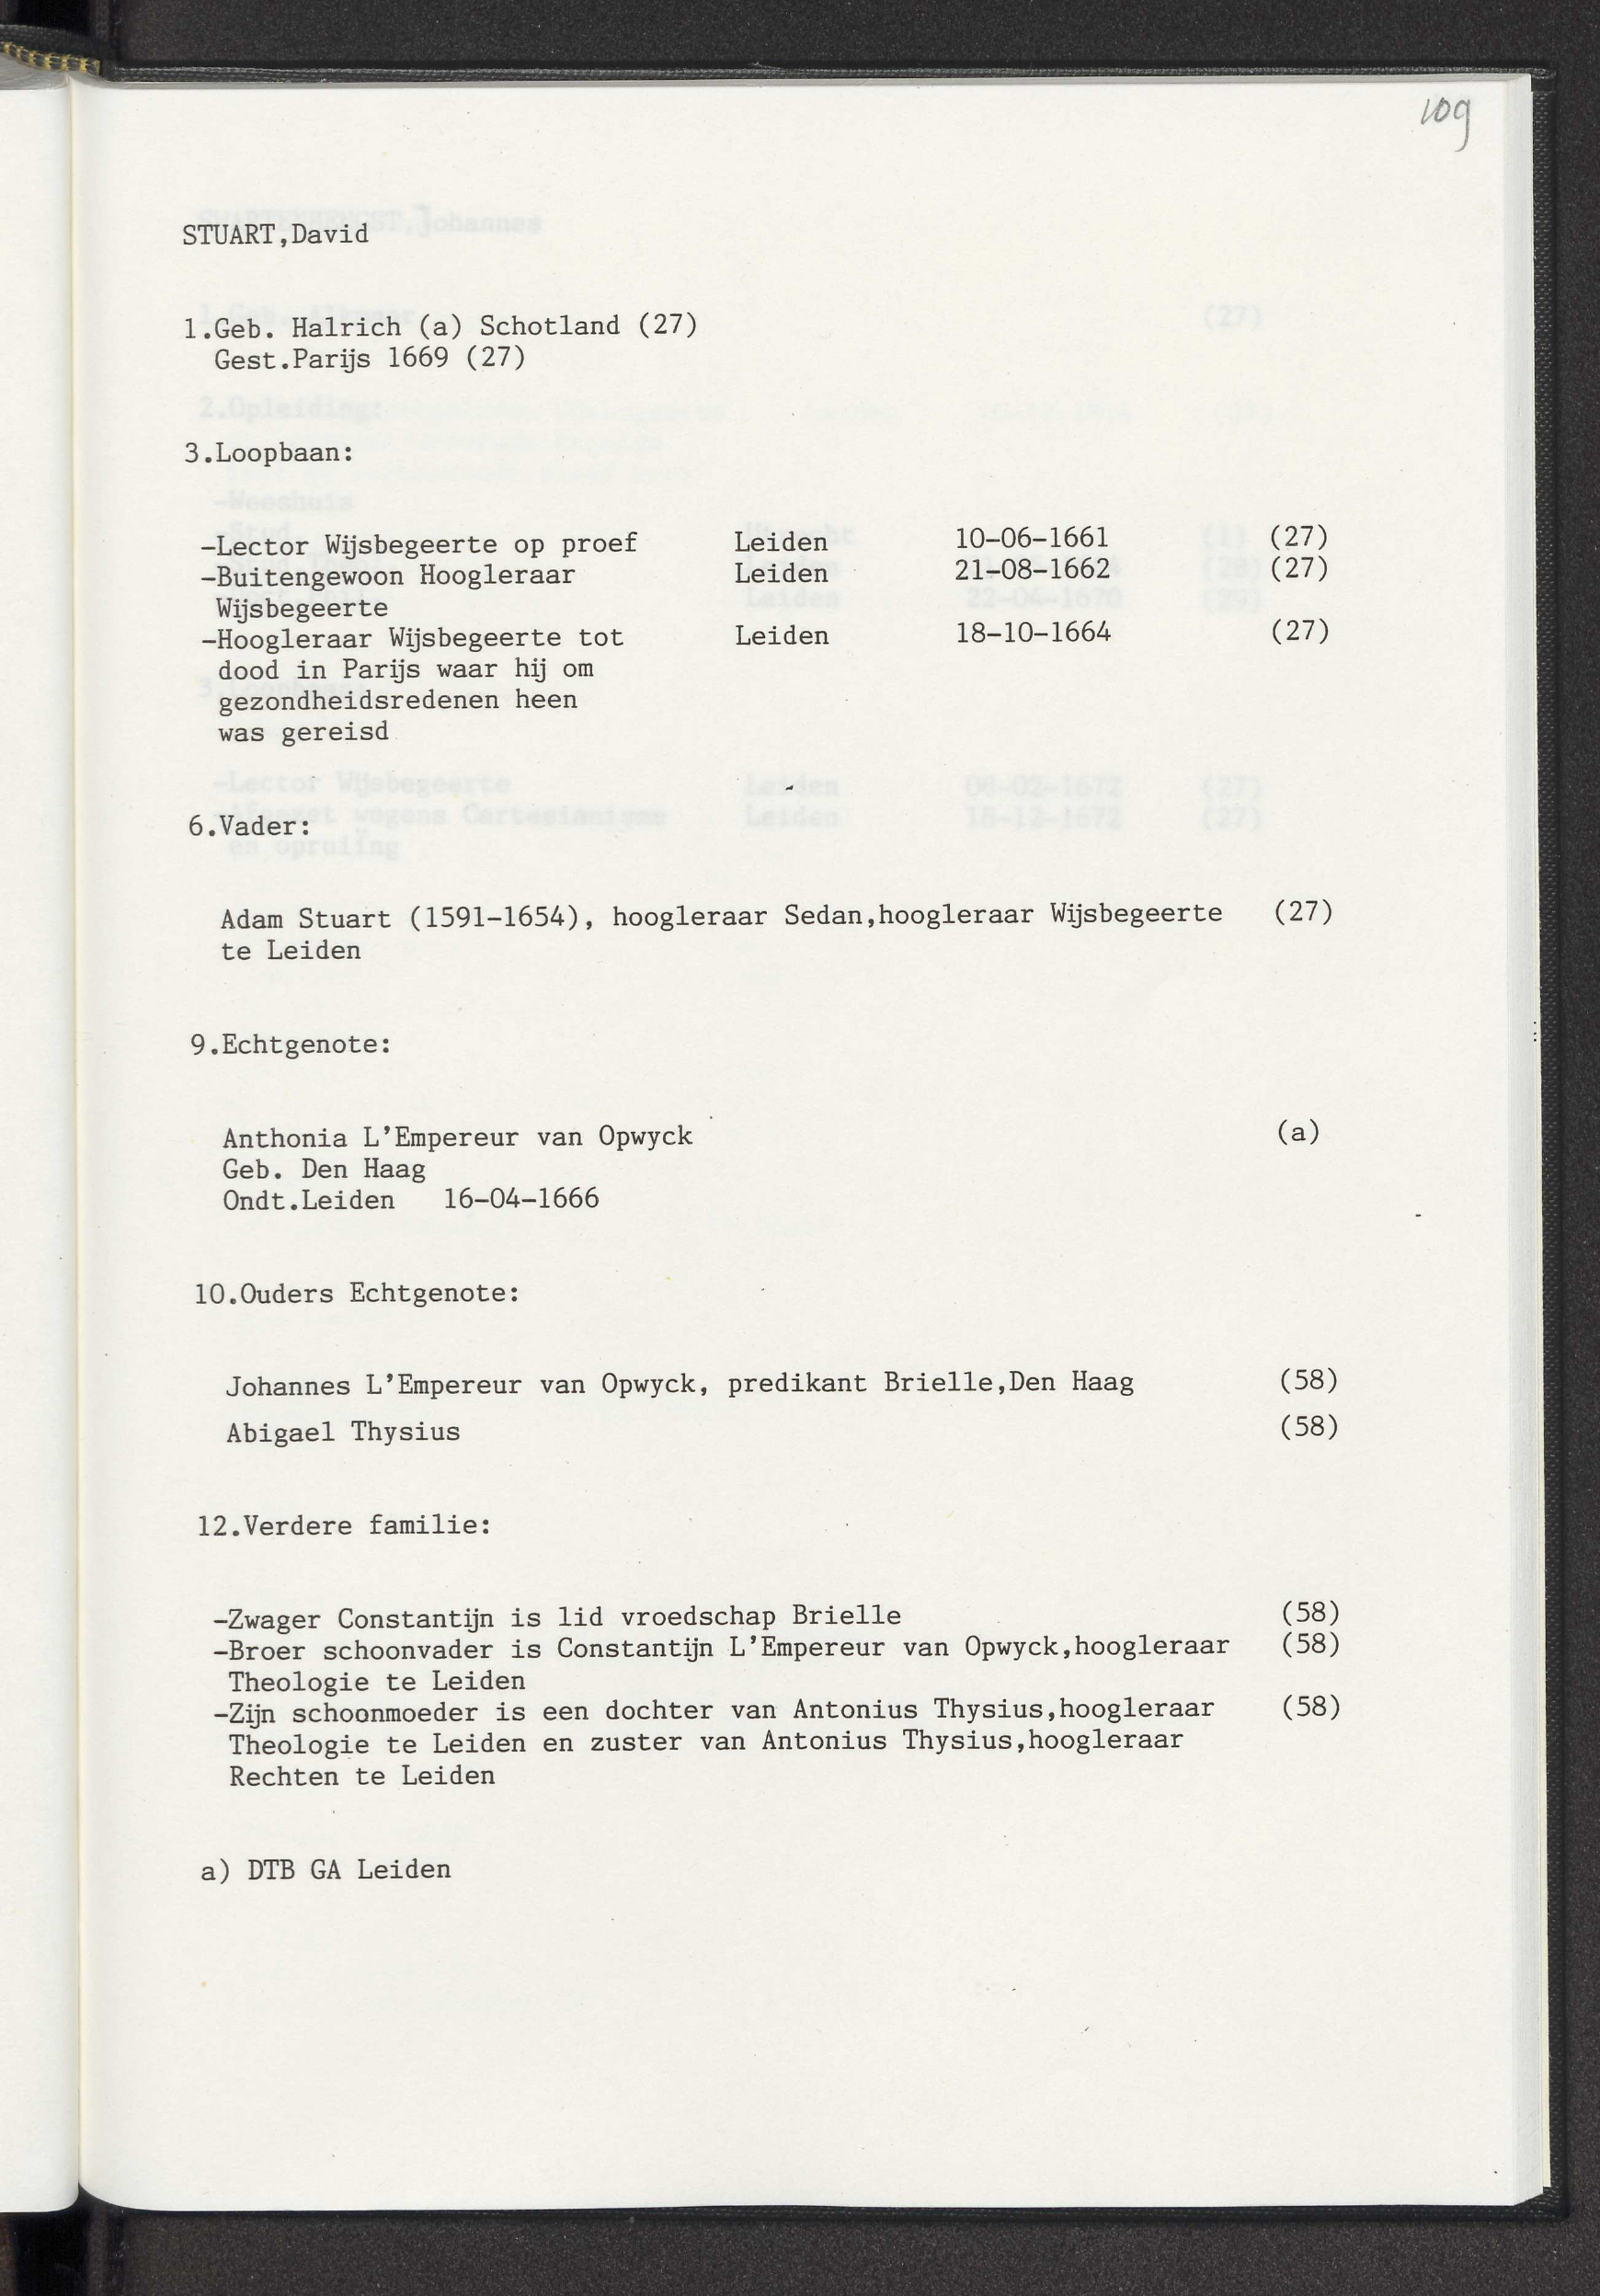 109
STUART,David
1.Geb. Halrich (a) Schotland (27)
Gest.Parijs 1669 (27)
3.Loopbaan:
-Lector Wijsbegeerte op proef Leiden 10-06-1661 (27)
-Buitengewoon Hoogleraar Leiden 21-08-1662 (27)
Wijsbegeerte
-Hoogleraar Wijsbegeerte tot Leiden 18-10-1664 (27)
dood in Parijs waar hij om
gezondheidsredenen heen
was gereisd
6.Vader:
Adam Stuart (1591-1654), hoogleraar Sedan,hoogleraar Wijsbegeerte (27)
te Leiden
9.Echtgenote:
Anthonia L'Empereur van Opwyck (a)
Geb. Den Haag
Ondt.Leiden 16-04-1666
10.Ouders Echtgenote:
Johannes L'Empereur van Opwyck, predikant Brielle,Den Haag (58)
Abigael Thysius (58)
12.Verdere familie:
-Zwager Constantijn is lid vroedschap Brielle (58)
-Broer schoonvader is Constantijn L'Empereur van Opwyck,hoogleraar (58)
Theologie te Leiden
-Zijn schoonmoeder is een dochter van Antonius Thysius,hoogleraar (58)
Theologie te Leiden en zuster van Antonius Thysius,hoogleraar
Rechten te Leiden
a) DTB GA Leiden